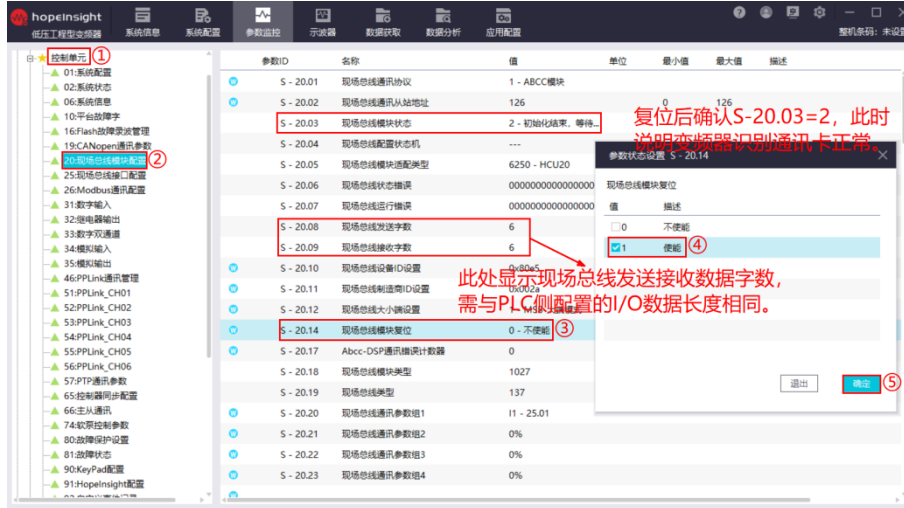 hopeInsight
低压工程型变频器
系统信息
系统配置
参数监控
示波器
数据获取
数据分析
应用配置
整机条码：未设
控制单元 ①
01:系统配置
02:系统状态
06:系统信息
10:平台故障字
16:Flash故障录波管理
19:CANopen通讯参数
20:现场总线模块配置 ②
25:现场总线接口配置
26:Modbus通讯配置
31:数字输入
32:继电器输出
33:数字双通道
34:模拟输入
35:模拟输出
46:PPLink通讯管理
51:PPLink_CH01
52:PPLink_CH02
53:PPLink_CH03
54:PPLink_CH04
55:PPLink_CH05
56:PPLink_CH06
57:PTP通讯参数
65:控制器同步配置
66:主从通讯
74:软泵控制参数
80:故障保护设置
81:故障状态
90:KeyPad配置
91:HopeInsight配置
参数ID 名称 值 单位 最小值 最大值 描述
S - 20.01 现场总线通讯协议 1 - ABCC模块
S - 20.02 现场总线通讯从站地址 126 0 126
S - 20.03 现场总线模块状态 2 - 初始化结束，等待...
S - 20.04 现场总线配置状态机 ---
S - 20.05 现场总线模块适配类型 6250 - HCU20
S - 20.06 现场总线状态错误 0000000000000000
S - 20.07 现场总线运行错误 0000000000000000
S - 20.08 现场总线发送字数 6
S - 20.09 现场总线接收字数 6
S - 20.10 现场总线设备ID设置 0x80e5
S - 20.11 现场总线制造商ID设置 0x002a
S - 20.12 现场总线大小端设置
S - 20.14 现场总线模块复位 0 - 不使能 ③
S - 20.17 Abcc-DSP通讯错误计数器 0
S - 20.18 现场总线模块类型 1027
S - 20.19 现场总线类型 137
S - 20.20 现场总线通讯参数组1 I1 - 25.01
S - 20.21 现场总线通讯参数组2 0%
S - 20.22 现场总线通讯参数组3 0%
S - 20.23 现场总线通讯参数组4 0%
复位后确认S-20.03=2，此时
说明变频器识别通讯卡正常。
参数状态设置 S - 20.14
现场总线模块复位
值 描述
0 不使能
1 使能 ④
此处显示现场总线发送接收数据字数，
需与PLC侧配置的I/O数据长度相同。
退出
确定 ⑤